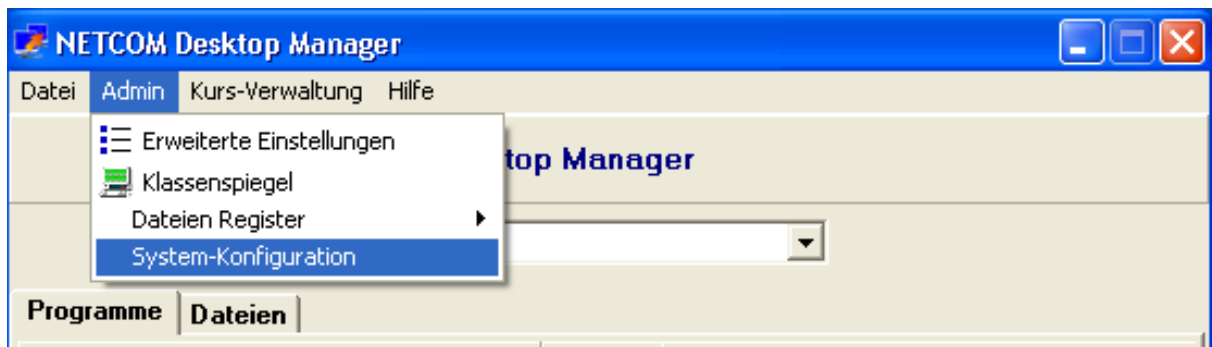 NETCOM Desktop Manager
Datei Admin Kurs-Verwaltung Hilfe
Erweiterte Einstellungen
top Manager
Klassenspiegel
Dateien Register
System-Konfiguration
Programme Dateien